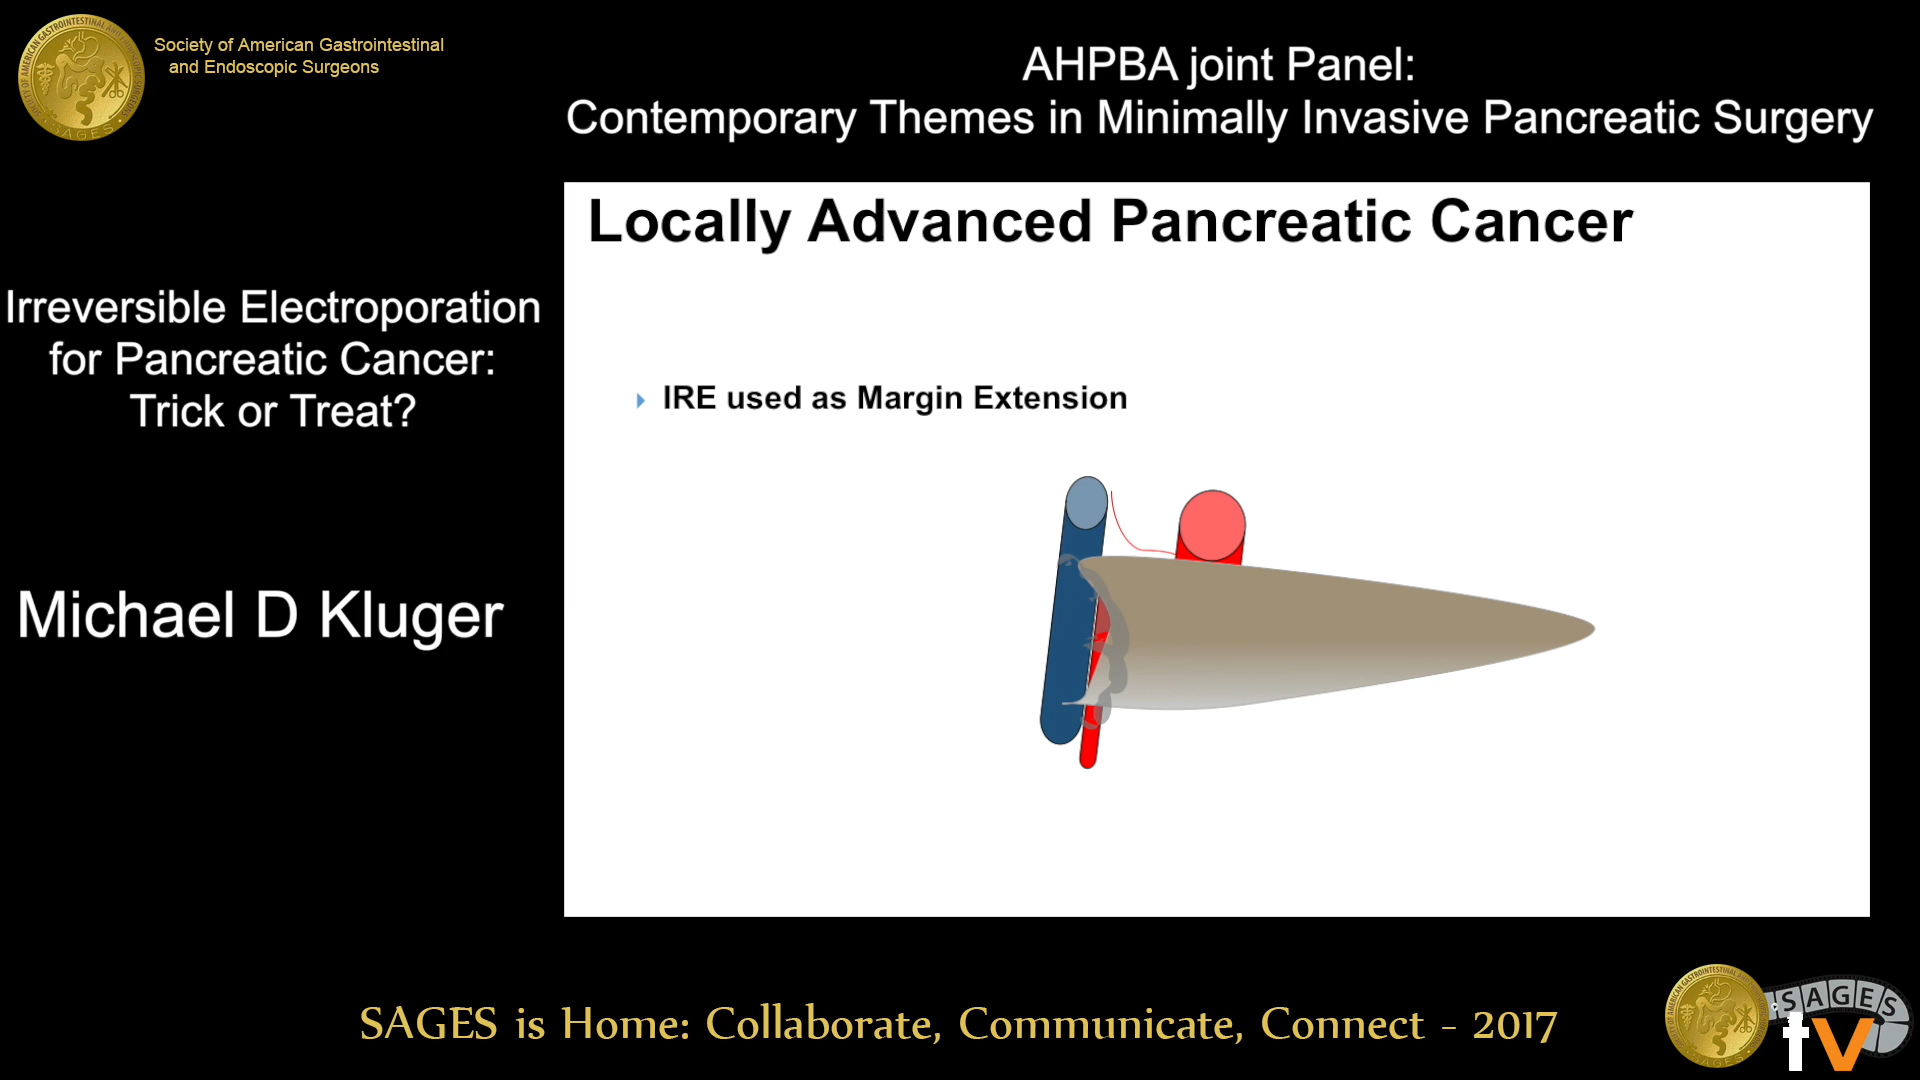 Society of American Gastrointestinal
and Endoscopic Surgeons
AHPBA joint Panel:
Contemporary Themes in Minimally Invasive Pancreatic Surgery
Irreversible Electroporation
for Pancreatic Cancer:
Trick or Treat?
Michael D Kluger
Locally Advanced Pancreatic Cancer
IRE used as Margin Extension
SAGES is Home: Collaborate, Communicate, Connect - 2017
SAGES
tv